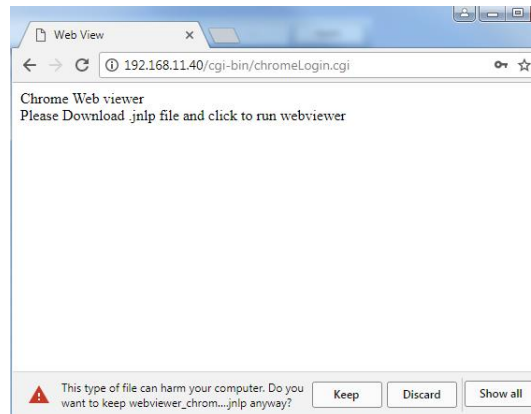 Web View
192.168.11.40/cgi-bin/chromeLogin.cgi
Chrome Web viewer
Please Download .jnlp file and click to run webviewer
This type of file can harm your computer. Do you
want to keep webviewer_chrom....jnlp anyway?
Keep
Discard
Show all